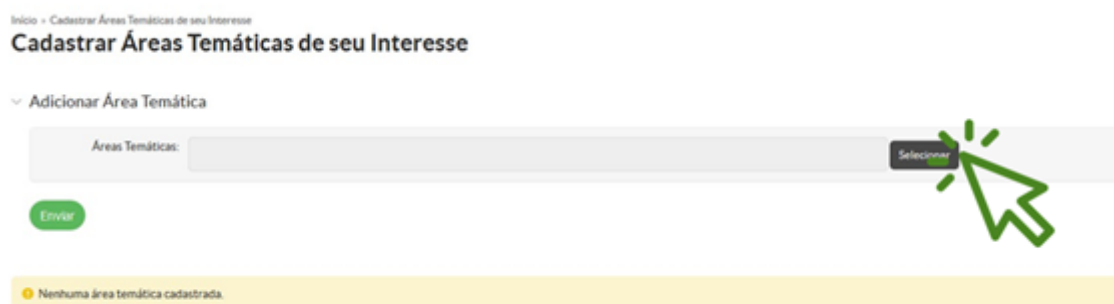 Início » Cadastrar Áreas Temáticas de seu Interesse
Cadastrar Áreas Temáticas de seu Interesse
Adicionar Área Temática
Áreas Temáticas:
Selecionar
Enviar
Nenhuma área temática cadastrada.